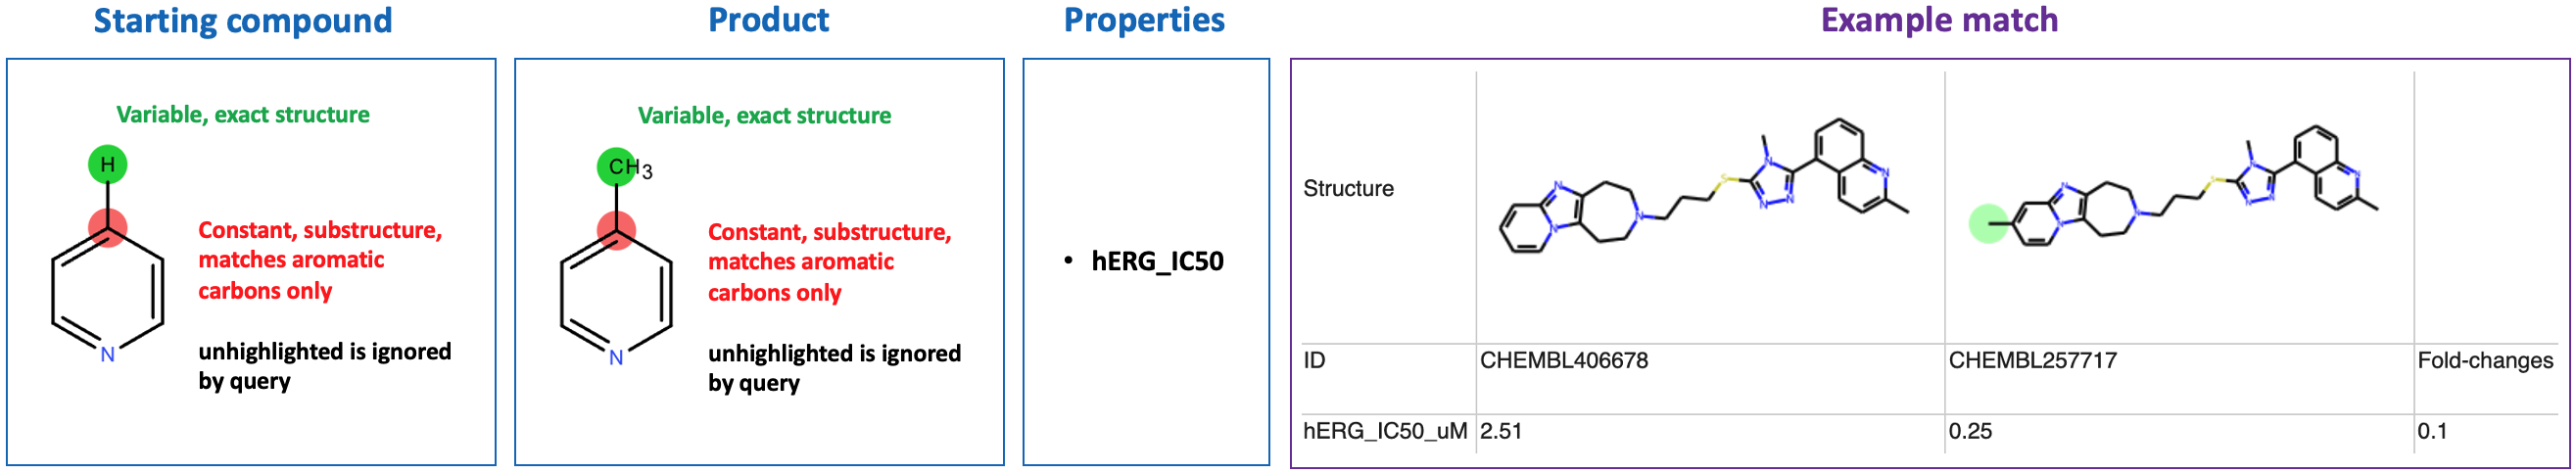 Starting compound
Product
Properties
Example match
Variable, exact structure
H
Constant, substructure,
matches aromatic
carbons only
unhighlighted is ignored
by query
N
Variable, exact structure
CH3
Constant, substructure,
matches aromatic
carbons only
unhighlighted is ignored
by query
N
• hERG_IC50
Structure
N
N
N
S
N
N
N
N
N
N
N
S
N
N
N
N
ID
CHEMBL406678
CHEMBL257717
Fold-changes
hERG_IC50_uM
2.51
0.25
0.1